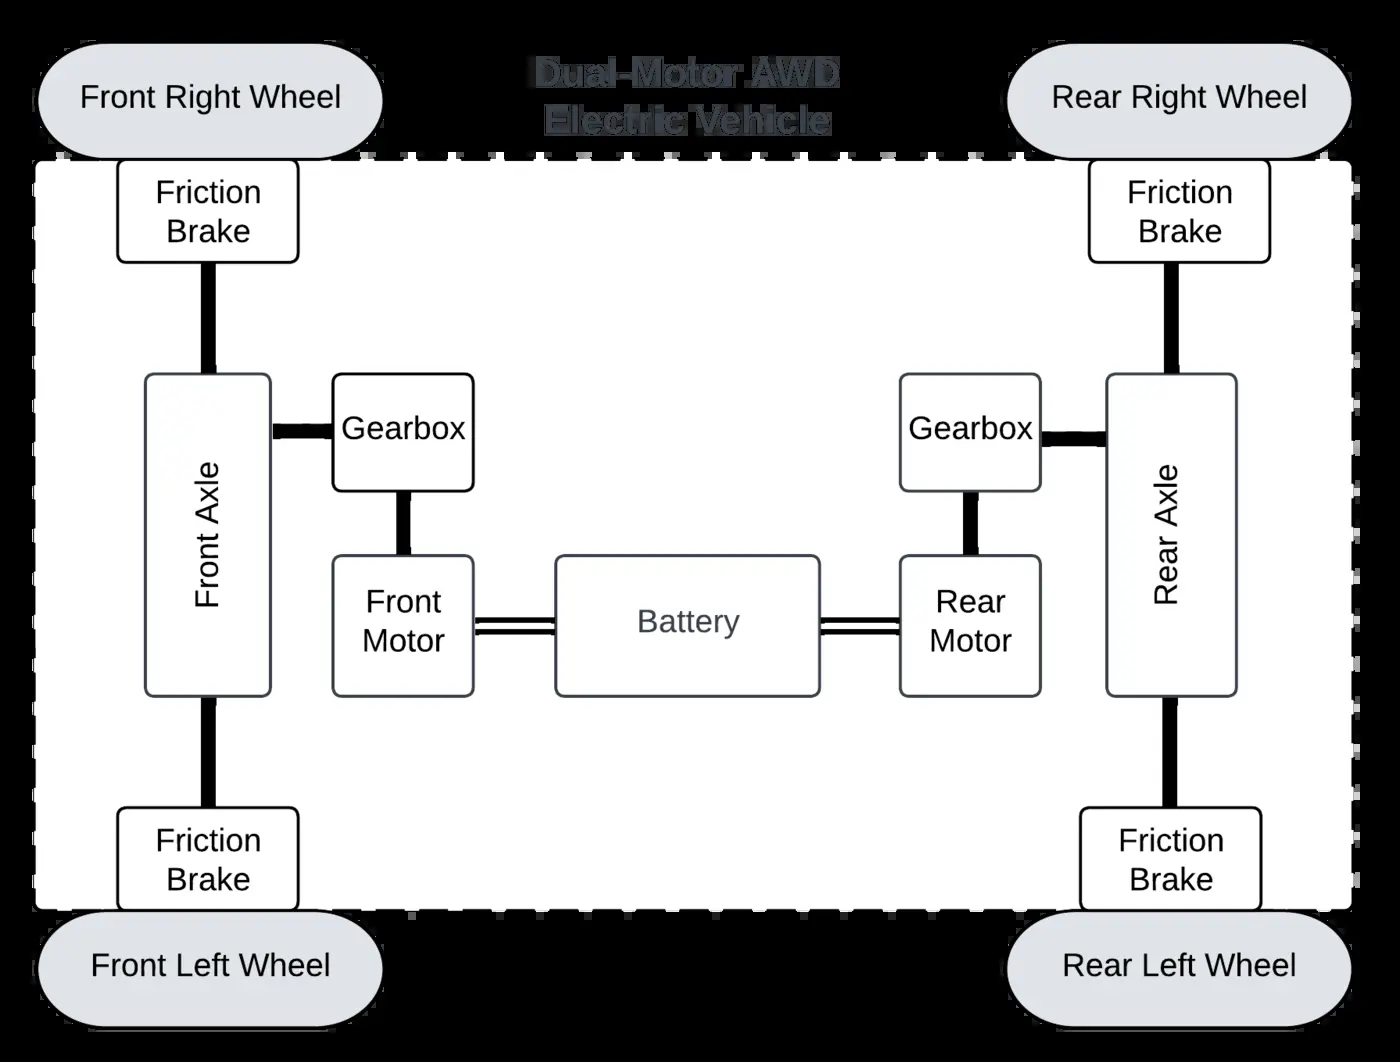 Dual-Motor AWD
Electric Vehicle
Front Right Wheel
Rear Right Wheel
Friction
Brake
Friction
Brake
Gearbox
Gearbox
Front Axle
Rear Axle
Front
Motor
Battery
Rear
Motor
Friction
Brake
Friction
Brake
Front Left Wheel
Rear Left Wheel